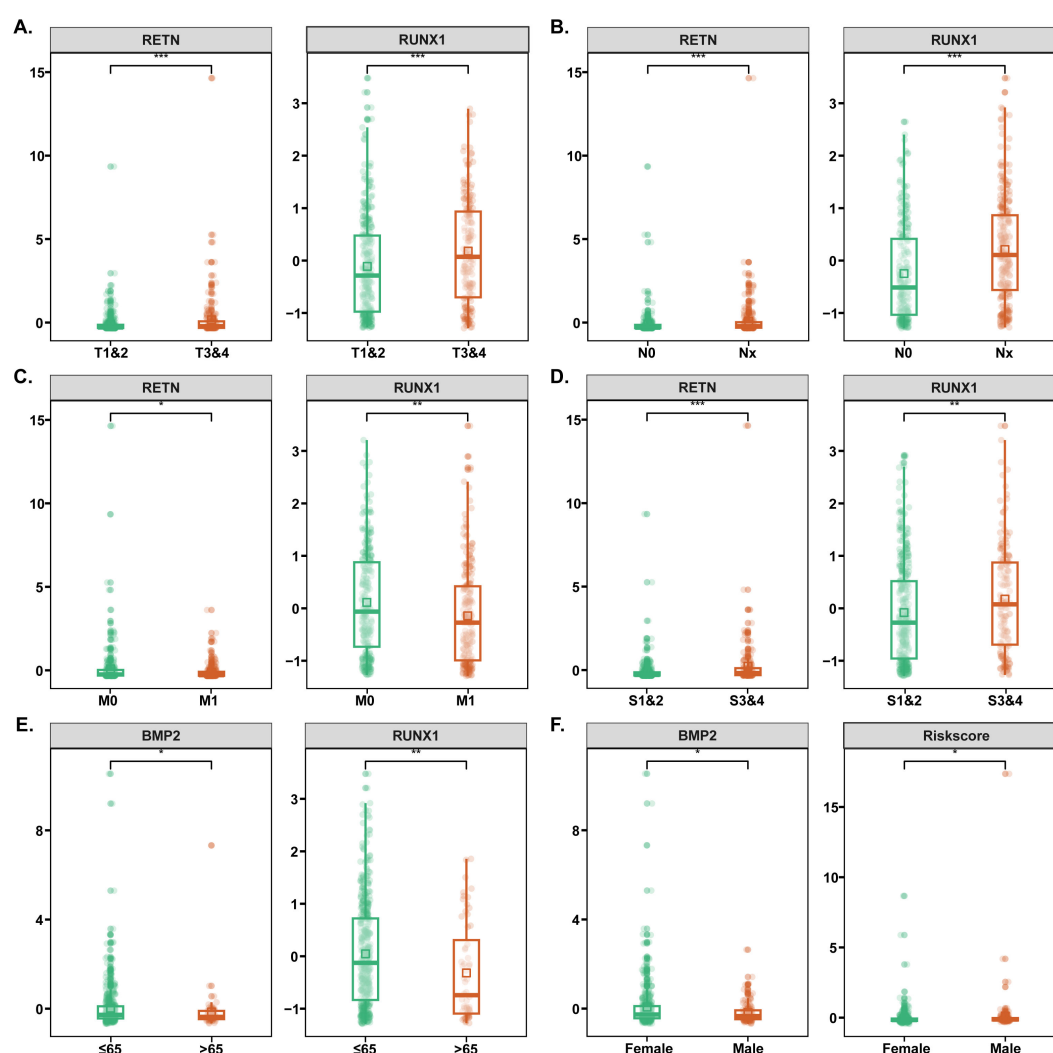 A.
RETN
RUNX1
***
***
15
10
5
0
3
2
1
0
−1
T1&2
T3&4
T1&2
T3&4
B.
RETN
RUNX1
***
***
15
10
5
0
3
2
1
0
−1
N0
Nx
N0
Nx
C.
RETN
RUNX1
*
**
15
10
5
0
3
2
1
0
−1
M0
M1
M0
M1
D.
RETN
RUNX1
***
**
15
10
5
0
3
2
1
0
−1
S1&2
S3&4
S1&2
S3&4
E.
BMP2
RUNX1
*
**
8
4
0
3
2
1
0
−1
≤65
>65
≤65
>65
F.
BMP2
Riskscore
*
*
8
4
0
15
10
5
0
Female
Male
Female
Male